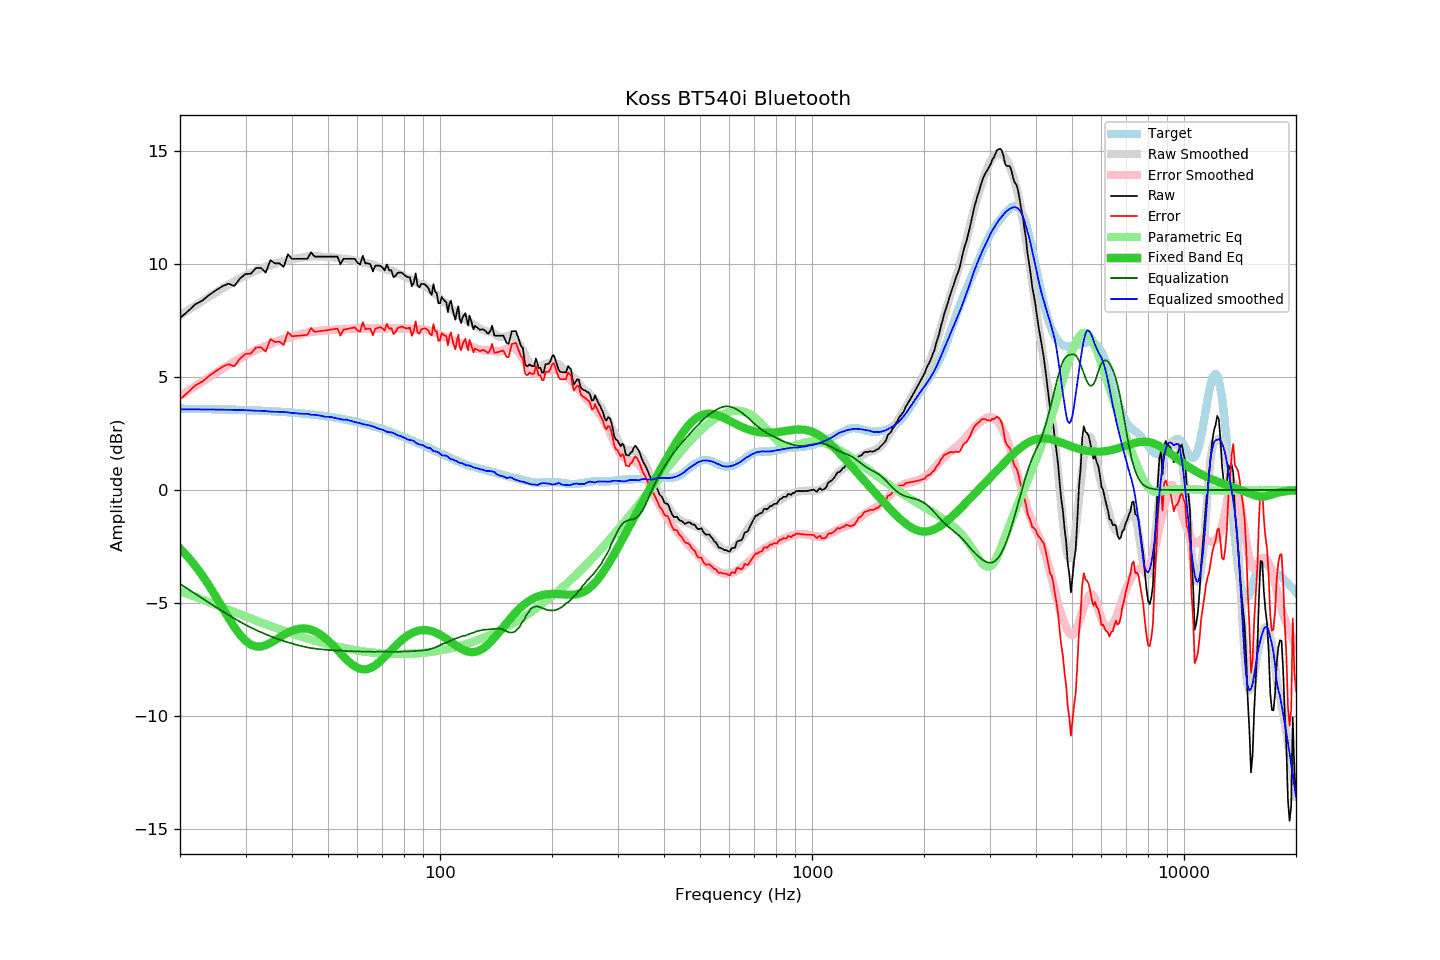 Koss BT540i Bluetooth
Target
Raw Smoothed
Error Smoothed
Raw
Error
Parametric Eq
Fixed Band Eq
Equalization
Equalized smoothed
15
10
5
0
−5
−10
−15
Amplitude (dBr)
100
1000
10000
Frequency (Hz)